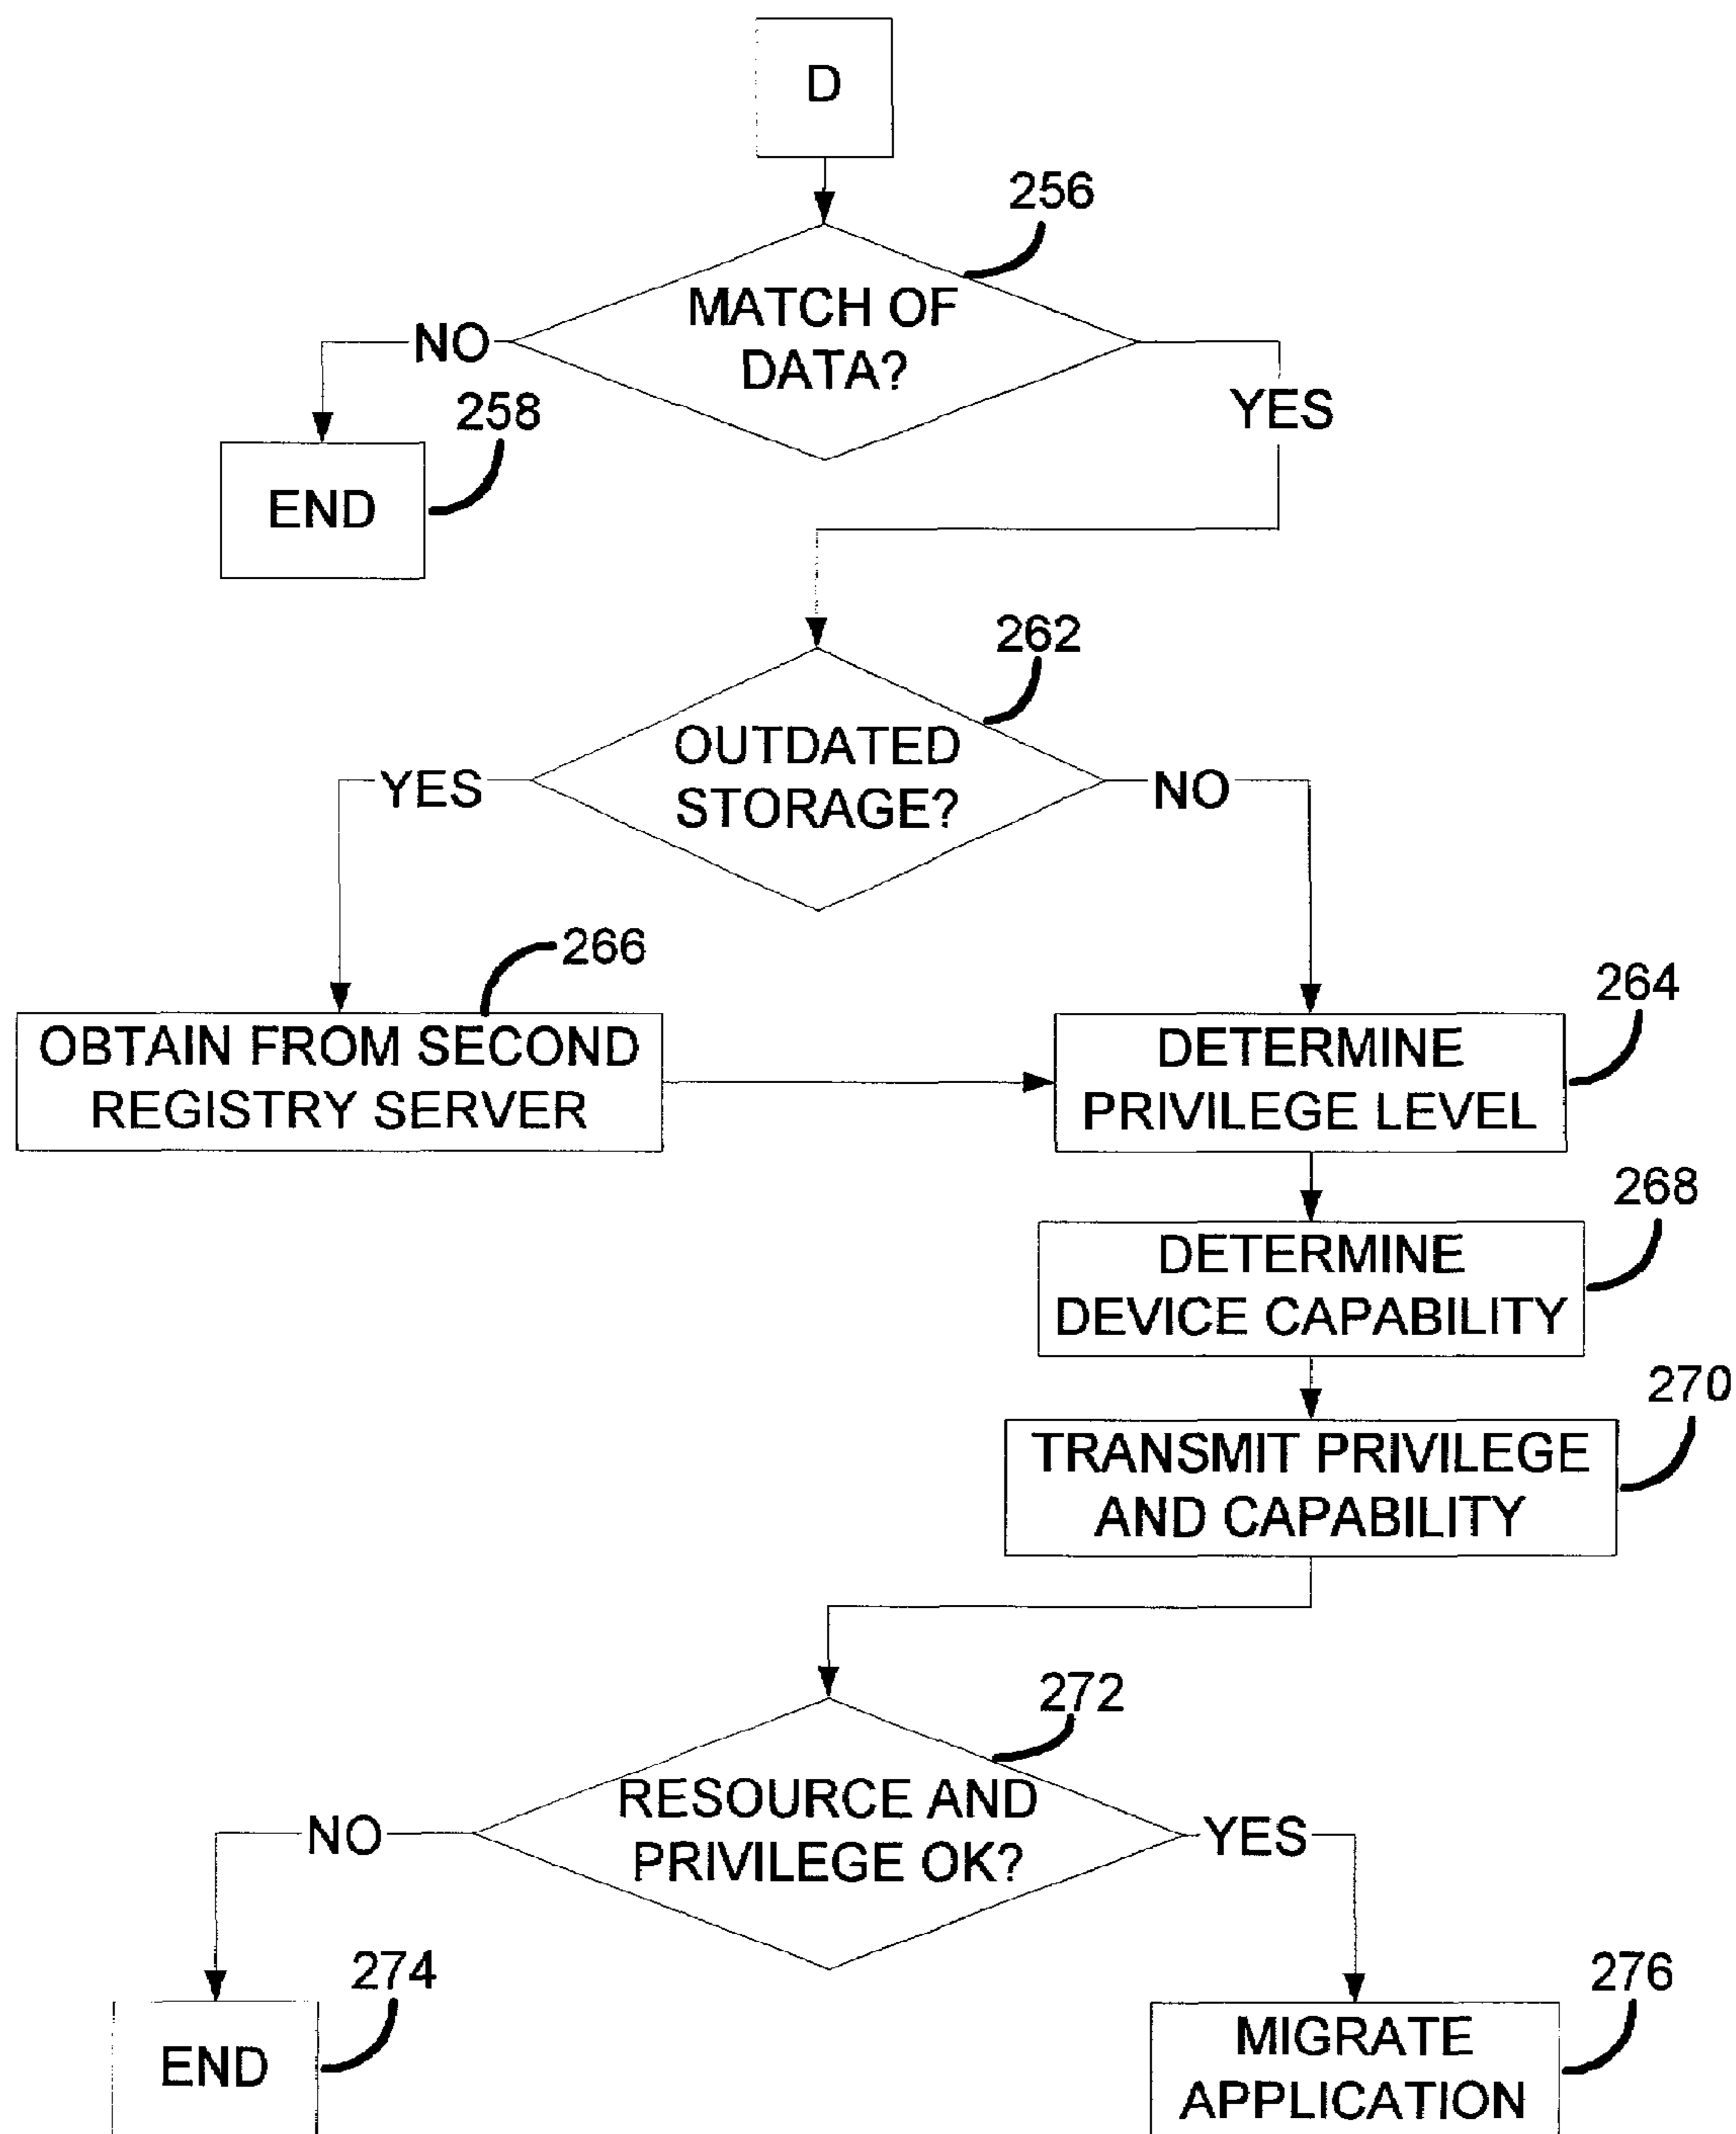 D
256
MATCH OF
DATA?
NO
YES
258
END
262
OUTDATED
STORAGE?
YES
NO
266
OBTAIN FROM SECOND
REGISTRY SERVER
264
DETERMINE
PRIVILEGE LEVEL
268
DETERMINE
DEVICE CAPABILITY
270
TRANSMIT PRIVILEGE
AND CAPABILITY
272
RESOURCE AND
PRIVILEGE OK?
NO
YES
274
END
276
MIGRATE
APPLICATION